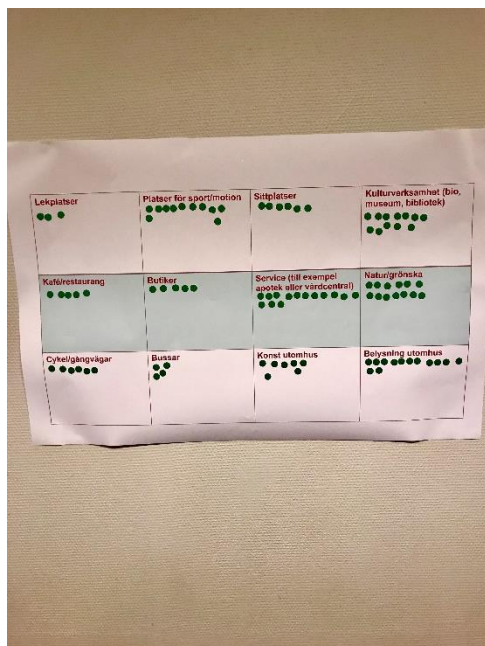 Lekplatser
Platser för sport/motion
Sittplatser
Kulturverksamhet (bio,
museum, bibliotek)
Kafé/restaurang
Butiker
Service (till exempel
apotek eller vårdcentral)
Natur/grönska
Cykel/gångvägar
Bussar
Konst utomhus
Belysning utomhus